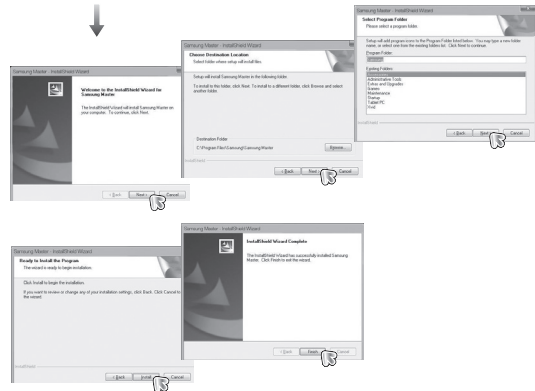 Samsung Master - InstallShield Wizard
Welcome to the InstallShield Wizard for
Samsung Master
The InstallShield Wizard will install Samsung Master on
your computer. To continue, click Next.
< Back
Next >
Cancel
Samsung Master - InstallShield Wizard
Choose Destination Location
Select folder where setup will install files.
Setup will install Samsung Master in the following folder.
To install to this folder, click Next. To install to a different folder, click Browse and select
another folder.
Destination Folder
C:\Program Files\Samsung\Samsung Master
Browse...
InstallShield
< Back
Next >
Cancel
Samsung Master - InstallShield Wizard
Select Program Folder
Please select a program folder.
Setup will add program icons to the Program Folder listed below. You may type a new folder
name, or select one from the existing folders list. Click Next to continue.
Program Folder:
Samsung
Existing Folders:
Administrative Tools
Extras and Upgrades
Games
Maintenance
Startup
Tablet PC
InstallShield
< Back
Next >
Cancel
Samsung Master - InstallShield Wizard
Ready to Install the Program
The wizard is ready to begin installation.
Click Install to begin the installation.
If you want to review or change any of your installation settings, click Back. Click Cancel to
the wizard.
InstallShield
< Back
Install
Cancel
Samsung Master - InstallShield Wizard
InstallShield Wizard Complete
The InstallShield Wizard has successfully installed Samsung
Master. Click Finish to exit the wizard.
< Back
Finish
Cancel